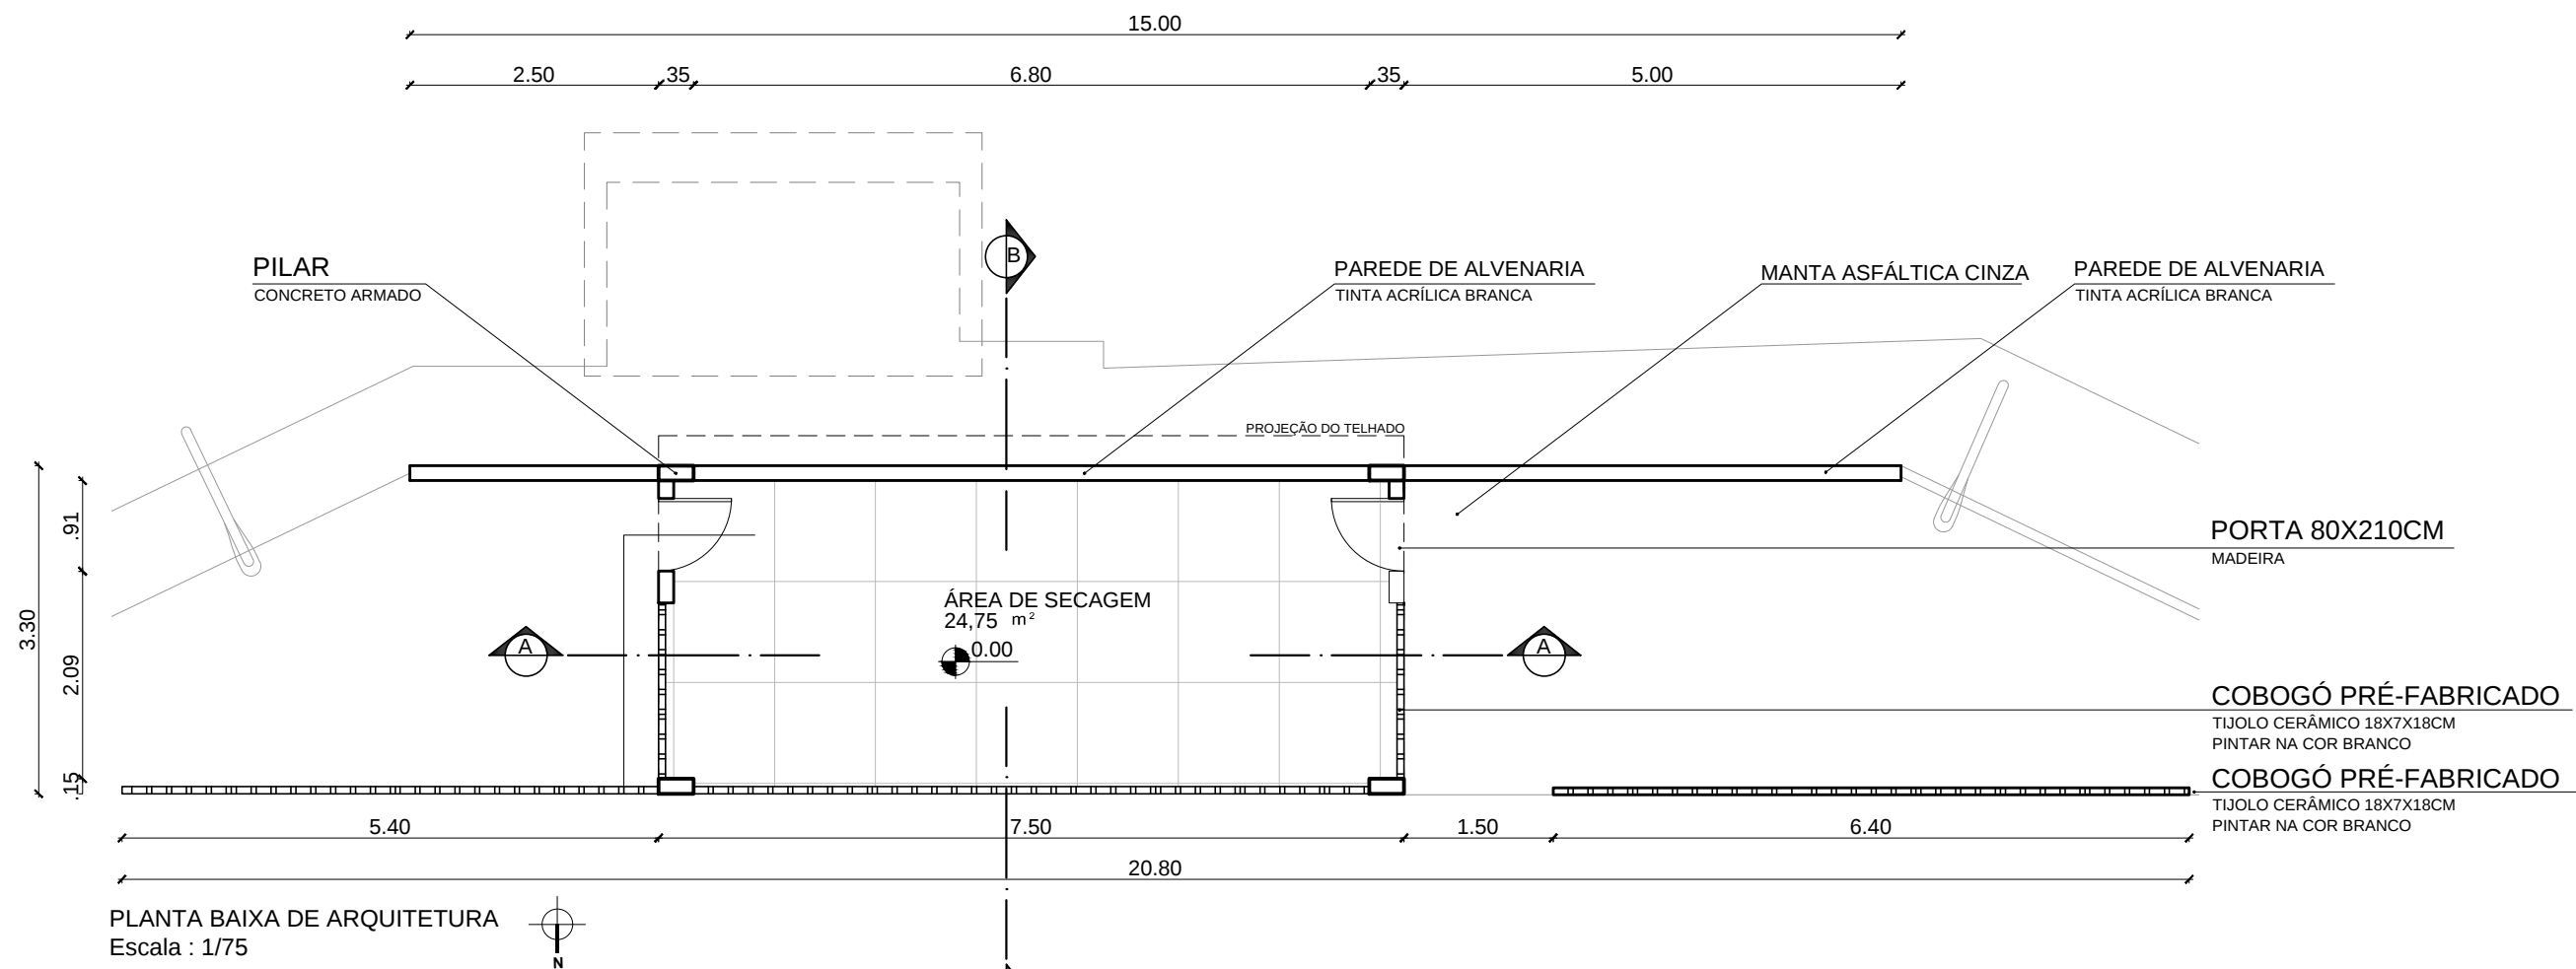 15.00
2.50 35 6.80 35 5.00
B
PILAR
CONCRETO ARMADO
PAREDE DE ALVENARIA
TINTA ACRÍLICA BRANCA
MANTA ASFÁLTICA CINZA
PAREDE DE ALVENARIA
TINTA ACRÍLICA BRANCA
PROJEÇÃO DO TELHADO
3.30
.91
2.09
.15
PORTA 80X210CM
MADEIRA
ÁREA DE SECAGEM
24,75 m²
0.00
A
A
COBOGÓ PRÉ-FABRICADO
TIJOLO CERÂMICO 18X7X18CM
PINTAR NA COR BRANCO
COBOGÓ PRÉ-FABRICADO
TIJOLO CERÂMICO 18X7X18CM
PINTAR NA COR BRANCO
5.40 7.50 1.50 6.40
20.80
PLANTA BAIXA DE ARQUITETURA
Escala : 1/75
N